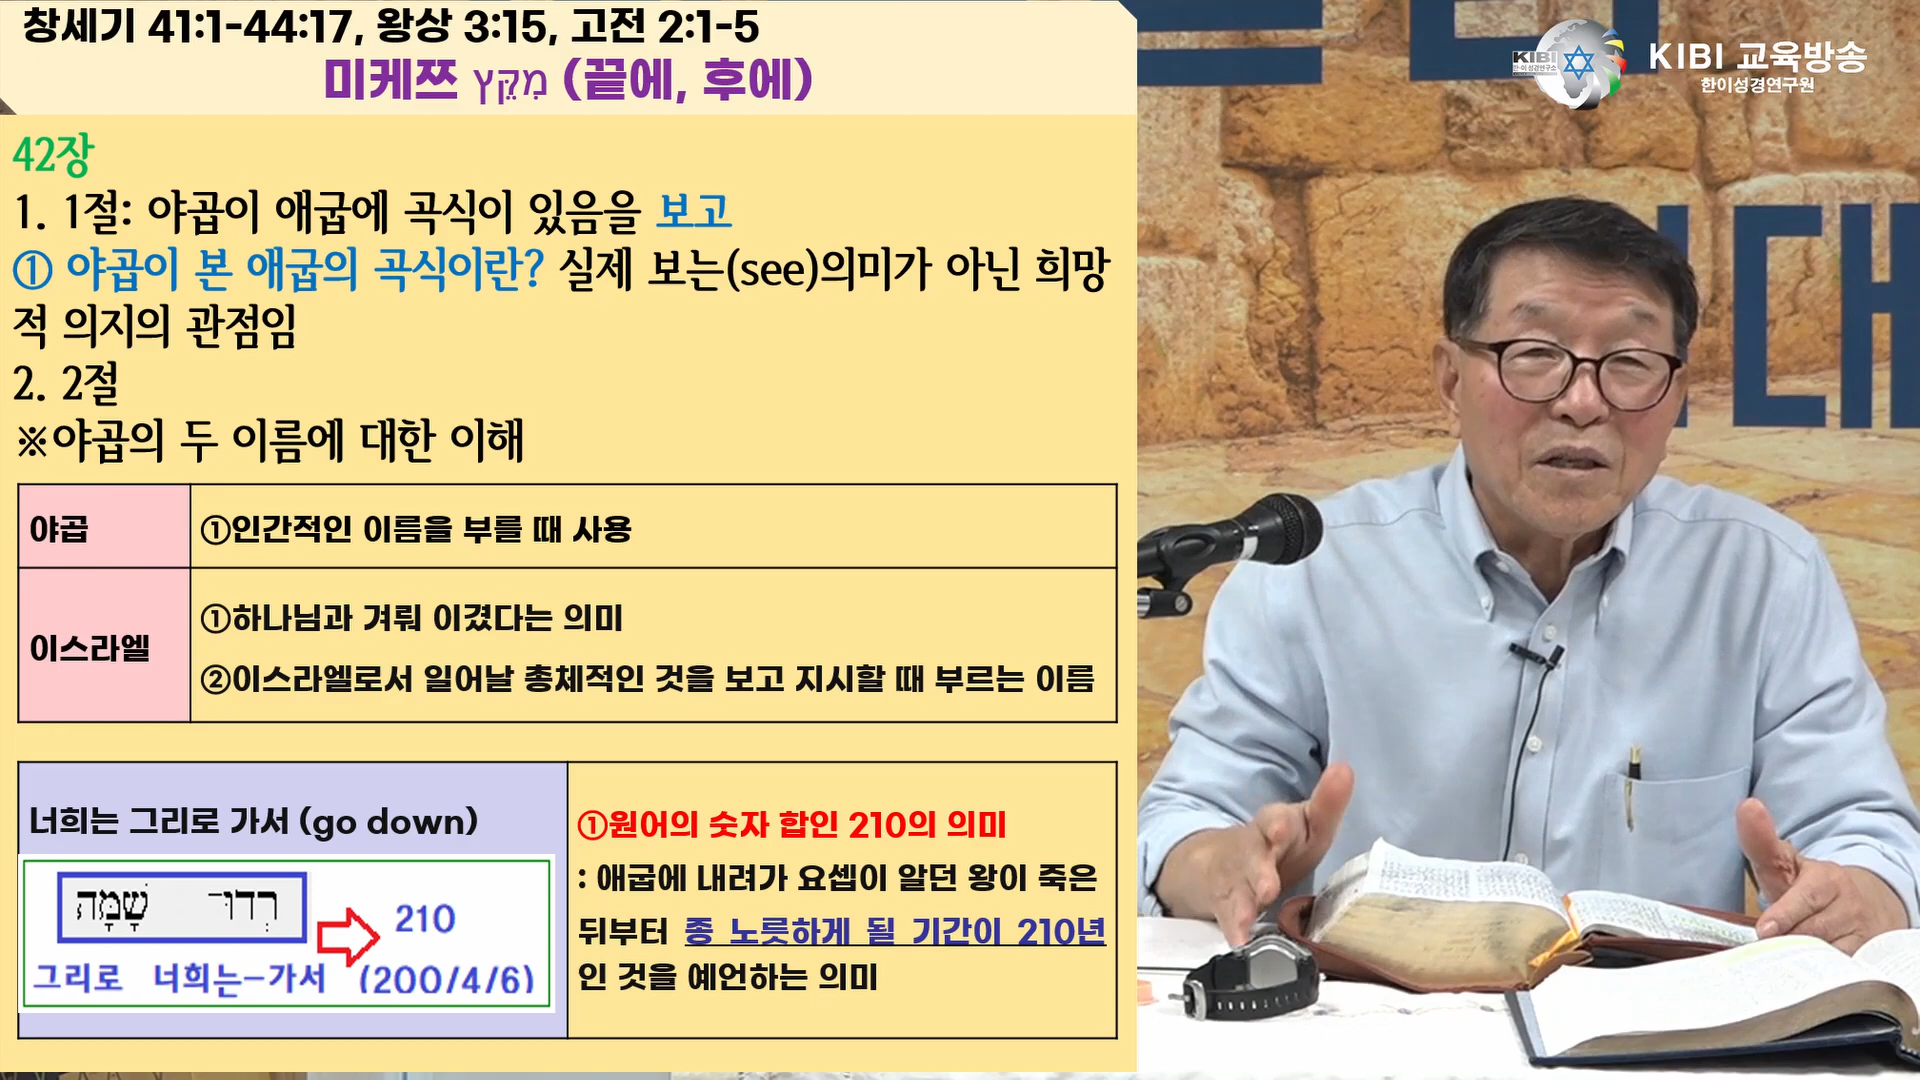 창세기 41:1-44:17, 왕상 3:15, 고전 2:1-5
미케쯔 מִקֵּץ (끝에, 후에)
42장
1. 1절: 야곱이 애굽에 곡식이 있음을 보고
① 야곱이 본 애굽의 곡식이란? 실제 보는(see)의미가 아닌 희망
적 의지의 관점임
2. 2절
※야곱의 두 이름에 대한 이해
야곱
①인간적인 이름을 부를 때 사용
이스라엘
①하나님과 겨뤄 이겼다는 의미
②이스라엘로서 일어날 총체적인 것을 보고 지시할 때 부르는 이름
너희는 그리로 가서 (go down)
רְדוּ־ שָׁמָּה
210
그리로 너희는-가서 (200/4/6)
①원어의 숫자 합인 210의 의미
: 애굽에 내려가 요셉이 알던 왕이 죽은
뒤부터 종 노릇하게 될 기간이 210년
인 것을 예언하는 의미
KIBI
한·이 성경연구소
KIBI 교육방송
한이성경연구원
대